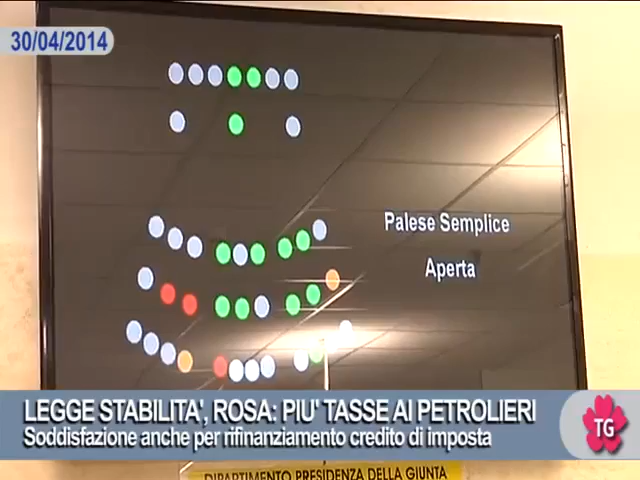 30/04/2014
Palese Semplice
Aperta
LEGGE STABILITA', ROSA: PIU' TASSE AI PETROLIERI
Soddisfazione anche per rifinanziamento credito di imposta
TG
DIPARTIMENTO PRESIDENZA DELLA GIUNTA